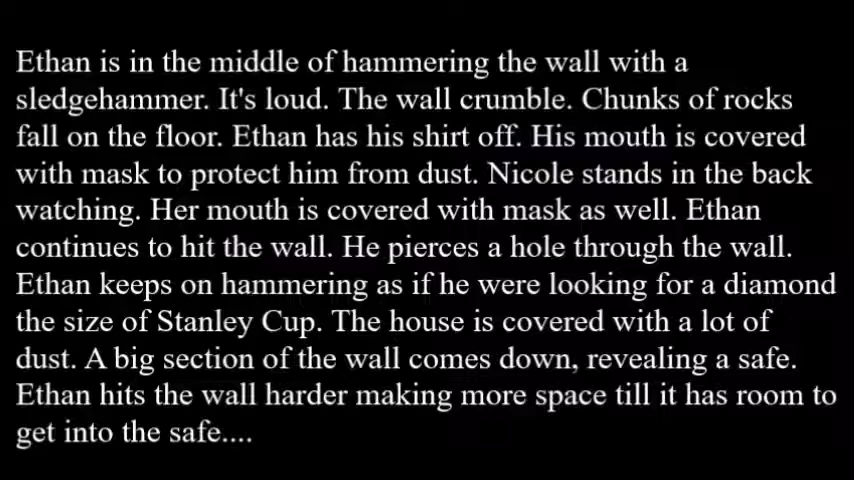 Ethan is in the middle of hammering the wall with a
sledgehammer. It's loud. The wall crumble. Chunks of rocks
fall on the floor. Ethan has his shirt off. His mouth is covered
with mask to protect him from dust. Nicole stands in the back
watching. Her mouth is covered with mask as well. Ethan
continues to hit the wall. He pierces a hole through the wall.
Ethan keeps on hammering as if he were looking for a diamond
the size of Stanley Cup. The house is covered with a lot of
dust. A big section of the wall comes down, revealing a safe.
Ethan hits the wall harder making more space till it has room to
get into the safe....